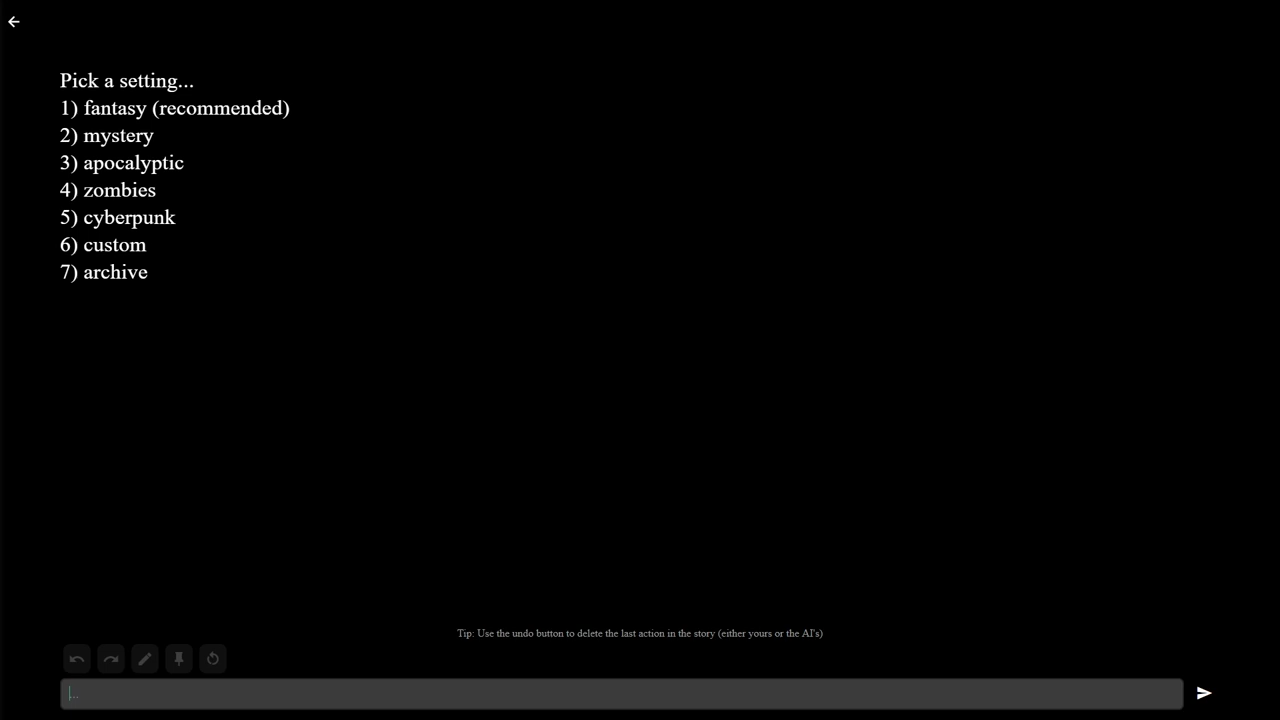 Pick a setting...
1) fantasy (recommended)
2) mystery
3) apocalyptic
4) zombies
5) cyberpunk
6) custom
7) archive
Tip: Use the undo button to delete the last action in the story (either yours or the AI's)
...